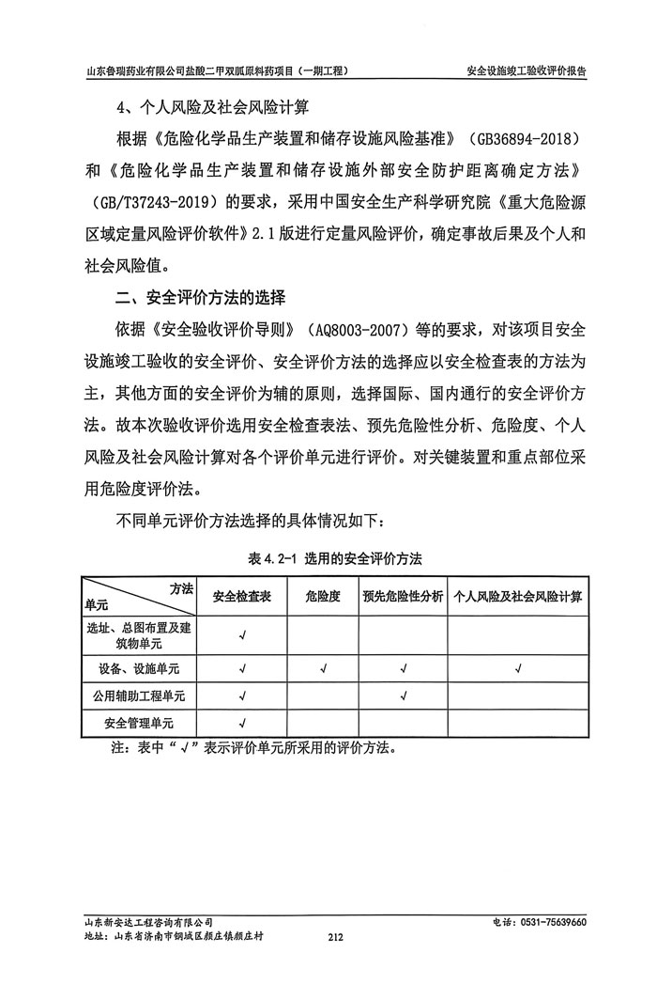 山东鲁瑞药业有限公司盐酸二甲双胍原料药项目（一期工程） 安全设施竣工验收评价报告
4、个人风险及社会风险计算
根据《危险化学品生产装置和储存设施风险基准》（GB36894-2018）
和《危险化学品生产装置和储存设施外部安全防护距离确定方法》
（GB/T37243-2019）的要求，采用中国安全生产科学研究院《重大危险源
区域定量风险评价软件》2.1 版进行定量风险评价，确定事故后果及个人和
社会风险值。
二、安全评价方法的选择
依据《安全验收评价导则》（AQ8003-2007）等的要求，对该项目安全
设施竣工验收的安全评价、安全评价方法的选择应以安全检查表的方法为
主，其他方面的安全评价为辅的原则，选择国际、国内通行的安全评价方
法。故本次验收评价选用安全检查表法、预先危险性分析、危险度、个人
风险及社会风险计算对各个评价单元进行评价。对关键装置和重点部位采
用危险度评价法。
不同单元评价方法选择的具体情况如下：
表 4.2-1 选用的安全评价方法
方法
单元 安全检查表 危险度 预先危险性分析 个人风险及社会风险计算
选址、总图布置及建
筑物单元 √
设备、设施单元 √ √ √ √
公用辅助工程单元 √ √
安全管理单元 √
注：表中“√”表示评价单元所采用的评价方法。
山东新安达工程咨询有限公司 电话：0531-75639660
地址：山东省济南市钢城区颜庄镇颜庄村 212